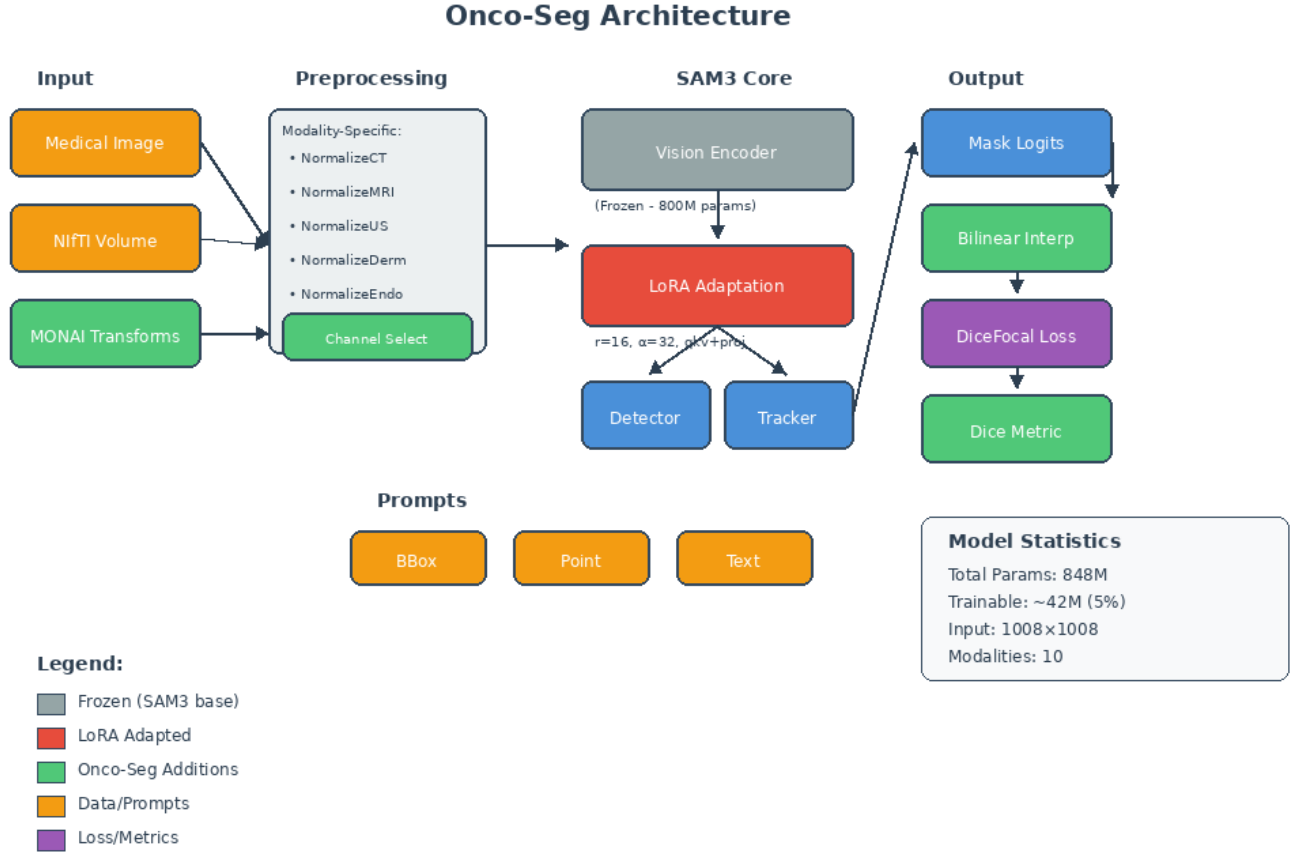 Onco-Seg Architecture
Input
Medical Image
NIfTI Volume
MONAI Transforms
Preprocessing
Modality-Specific:
• NormalizeCT
• NormalizeMRI
• NormalizeUS
• NormalizeDerm
• NormalizeEndo
Channel Select
SAM3 Core
Vision Encoder
(Frozen - 800M params)
LoRA Adaptation
r=16, α=32, qkv+proj
Detector
Tracker
Output
Mask Logits
Bilinear Interp
DiceFocal Loss
Dice Metric
Prompts
BBox
Point
Text
Model Statistics
Total Params: 848M
Trainable: ~42M (5%)
Input: 1008×1008
Modalities: 10
Legend:
Frozen (SAM3 base)
LoRA Adapted
Onco-Seg Additions
Data/Prompts
Loss/Metrics